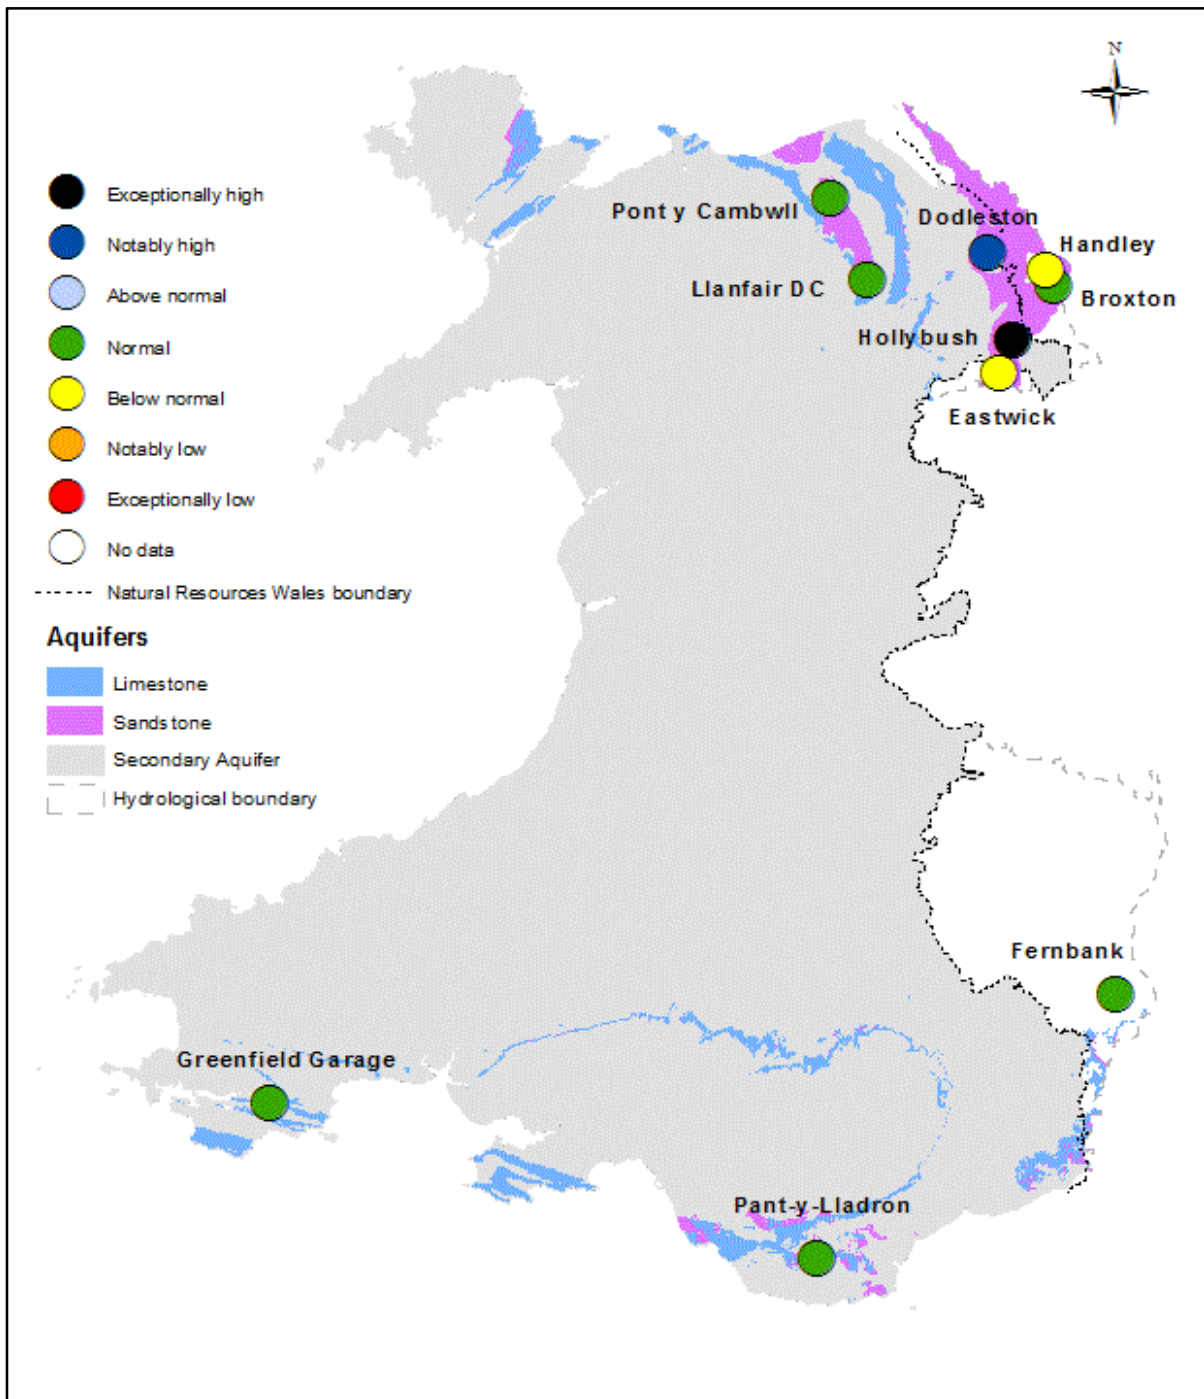 N
Exceptionally high
Notably high
Above normal
Normal
Below normal
Notably low
Exceptionally low
No data
Natural Resources Wales boundary
Aquifers
Limestone
Sandstone
Secondary Aquifer
Hydrological boundary
Pont y Cambwll
Dodleston
Handley
Llanfair DC
Broxton
Hollybush
Eastwick
Fernbank
Greenfield Garage
Pant-y-Lladron